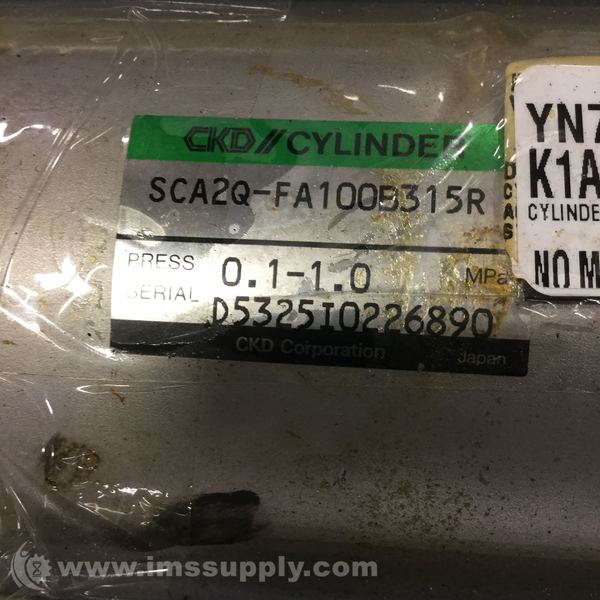 CKD//CYLINDER
SCA2Q-FA100B315R
PRESS 0.1-1.0 MPa
SERIAL D5325I0226890
CKD Corporation Japan
YN7
K1A
CYLINDE
NO M
www.imssupply.com